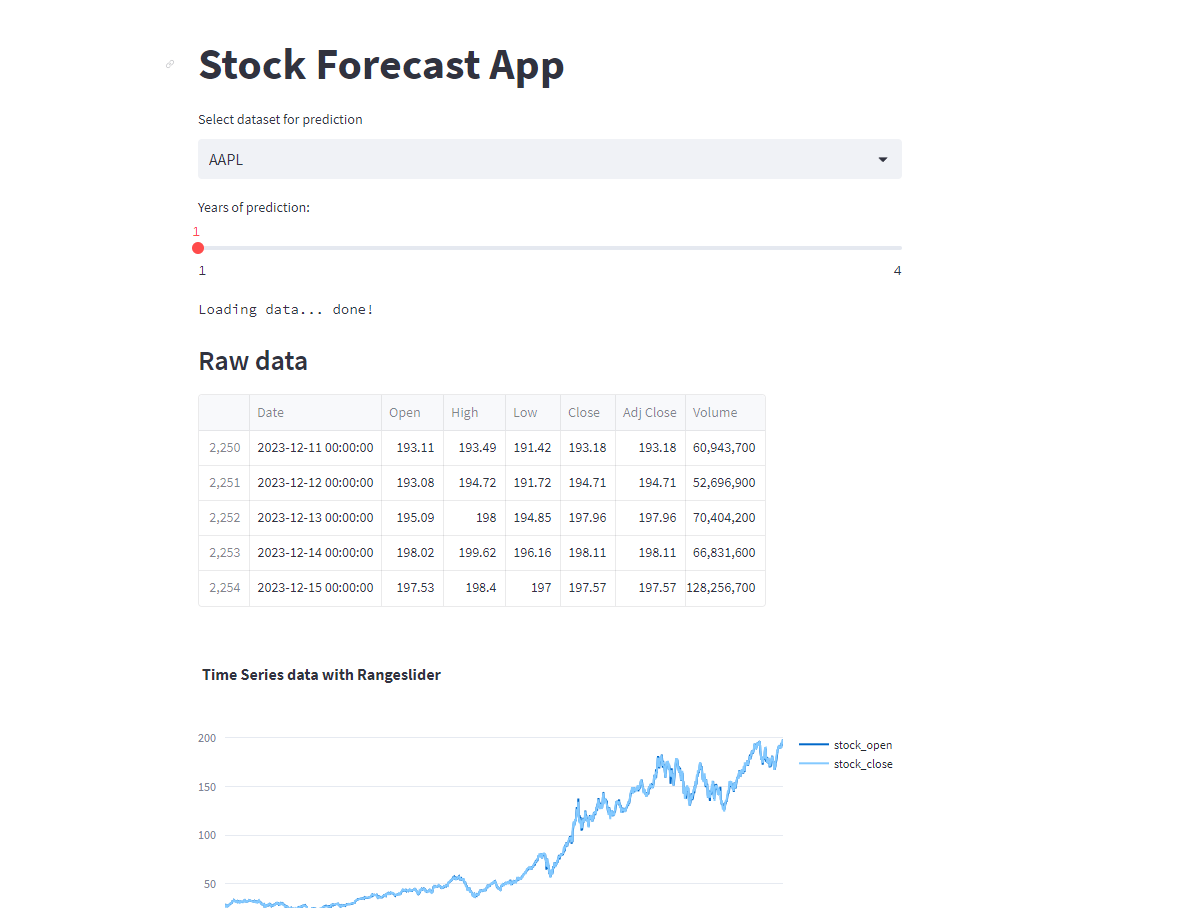 Stock Forecast App
Select dataset for prediction
AAPL
Years of prediction:
1
1 4
Loading data... done!
Raw data
Date Open High Low Close Adj Close Volume
2,250 2023-12-11 00:00:00 193.11 193.49 191.42 193.18 193.18 60,943,700
2,251 2023-12-12 00:00:00 193.08 194.72 191.72 194.71 194.71 52,696,900
2,252 2023-12-13 00:00:00 195.09 198 194.85 197.96 197.96 70,404,200
2,253 2023-12-14 00:00:00 198.02 199.62 196.16 198.11 198.11 66,831,600
2,254 2023-12-15 00:00:00 197.53 198.4 197 197.57 197.57 128,256,700
Time Series data with Rangeslider
200
stock_open
stock_close
150
100
50